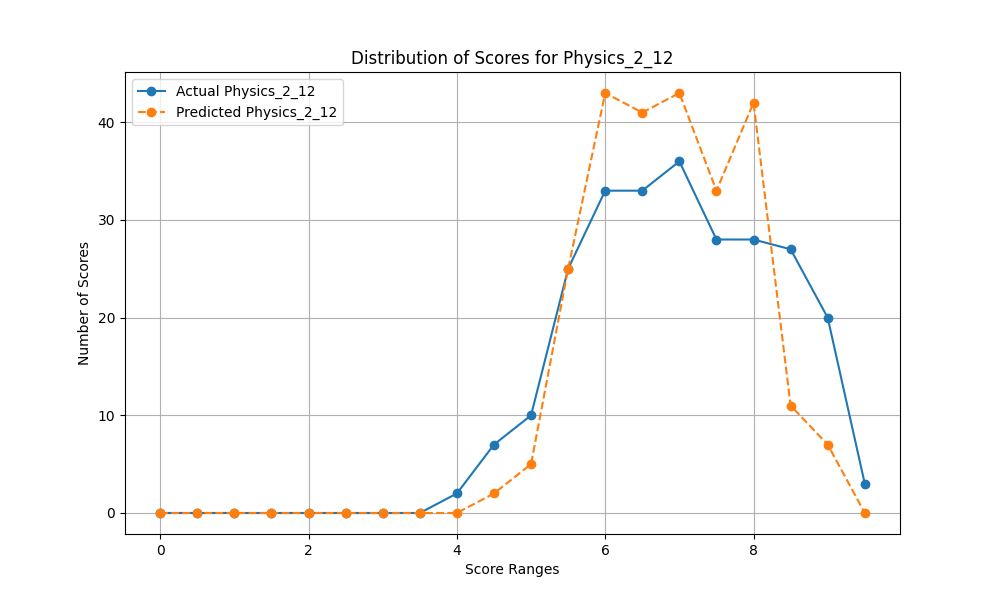 Distribution of Scores for Physics_2_12
Actual Physics_2_12
Predicted Physics_2_12
Number of Scores
40
30
20
10
0
0 2 4 6 8
Score Ranges